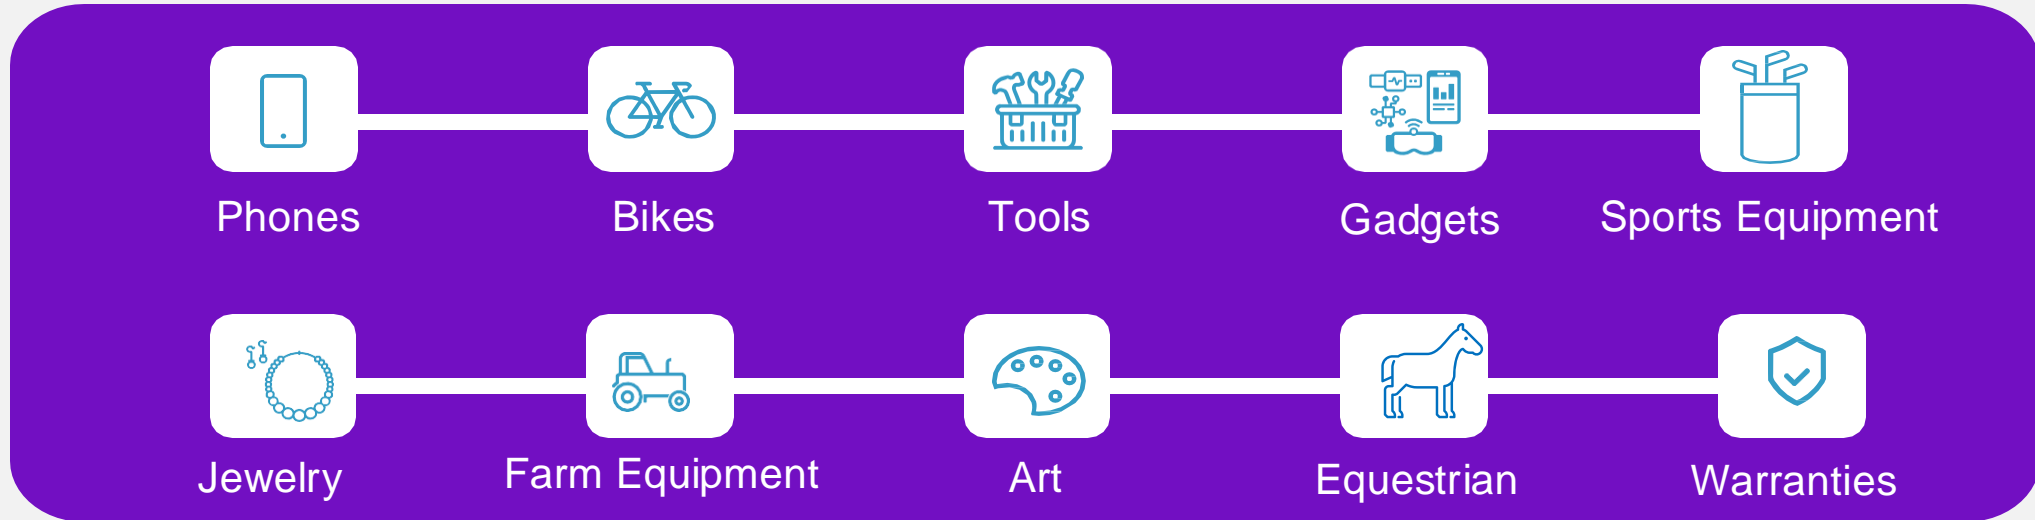 Phones
Bikes
Tools
Gadgets
Sports Equipment
Jewelry
Farm Equipment
Art
Equestrian
Warranties